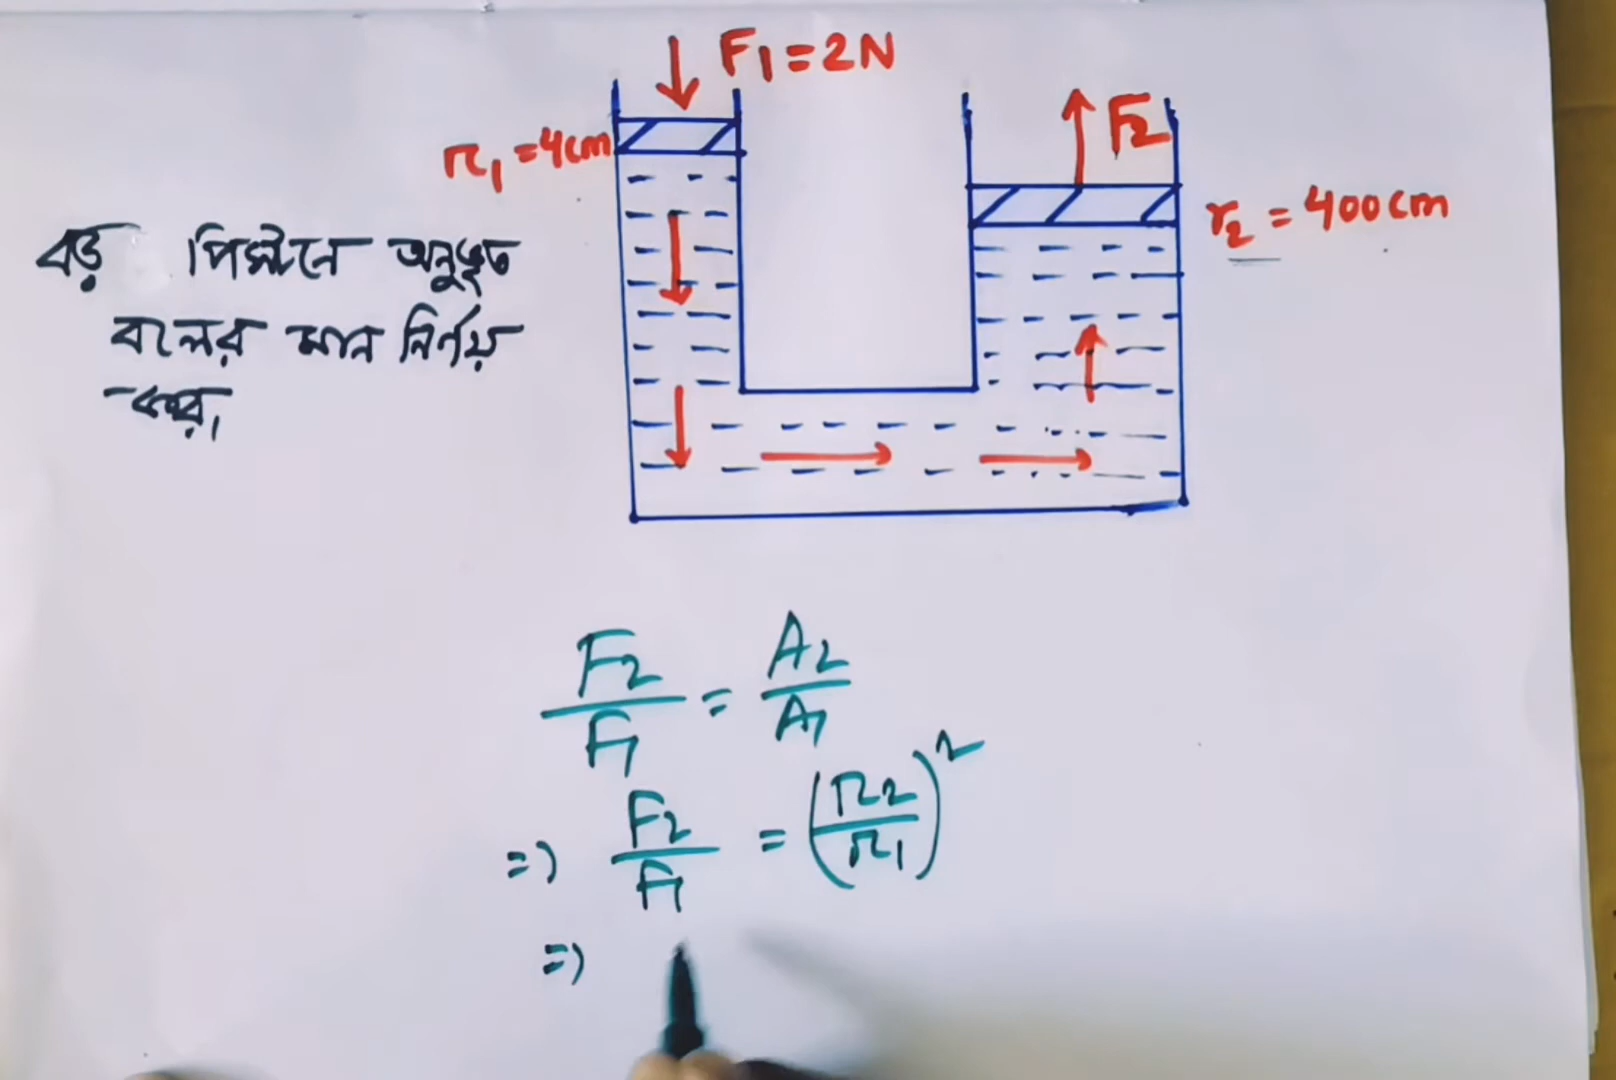 F₁ = 2N
F₂
r₁ = 4cm
r₂ = 400cm
বড় পিস্টনে অনুভূত
বলের মান নির্ণয়
কর।
F₂/F₁ = A₂/A₁
=> F₂/F₁ = (r₂/r₁)²
=>